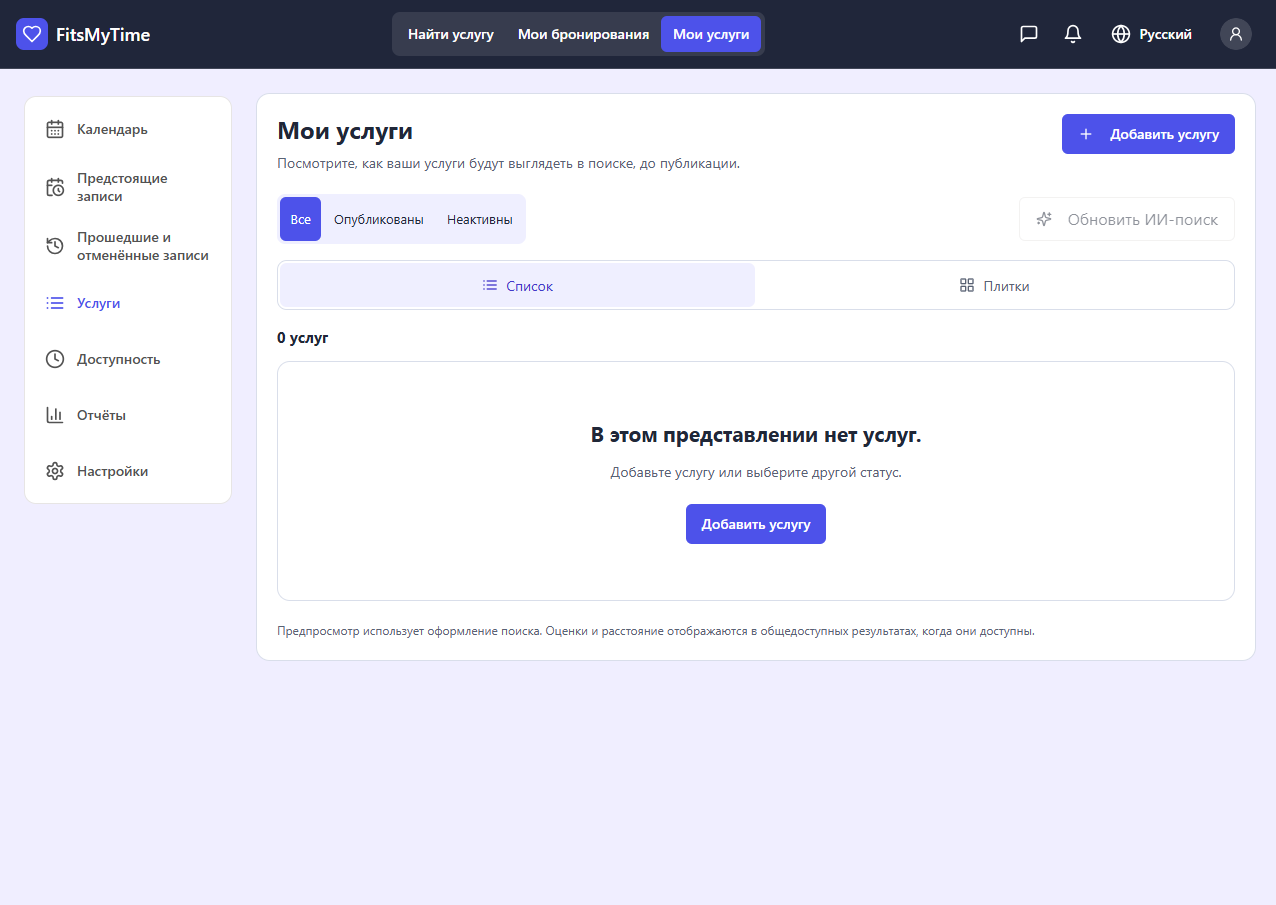 FitsMyTime
Найти услугу
Мои бронирования
Мои услуги
Русский
Календарь
Предстоящие
записи
Прошедшие и
отменённые записи
Услуги
Доступность
Отчёты
Настройки
Мои услуги
Добавить услугу
Посмотрите, как ваши услуги будут выглядеть в поиске, до публикации.
Все
Опубликованы
Неактивны
Обновить ИИ-поиск
Список
Плитки
0 услуг
В этом представлении нет услуг.
Добавьте услугу или выберите другой статус.
Добавить услугу
Предпросмотр использует оформление поиска. Оценки и расстояние отображаются в общедоступных результатах, когда они доступны.